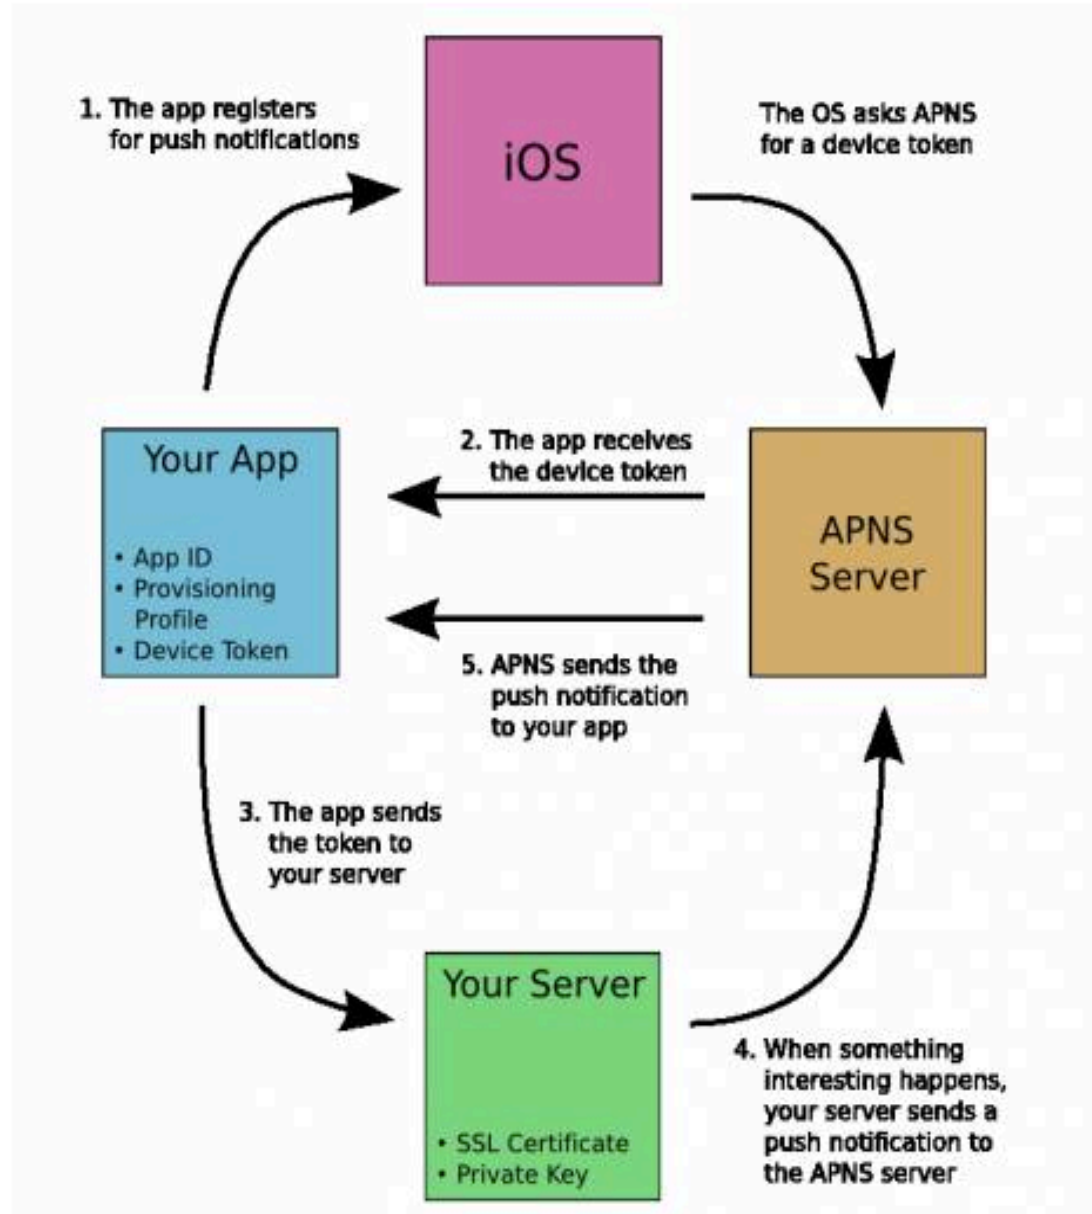 1. The app registers
for push notifications
iOS
The OS asks APNS
for a device token
Your App
• App ID
• Provisioning
Profile
• Device Token
2. The app receives
the device token
APNS
Server
5. APNS sends the
push notification
to your app
3. The app sends
the token to
your server
Your Server
• SSL Certificate
• Private Key
4. When something
interesting happens,
your server sends a
push notification to
the APNS server